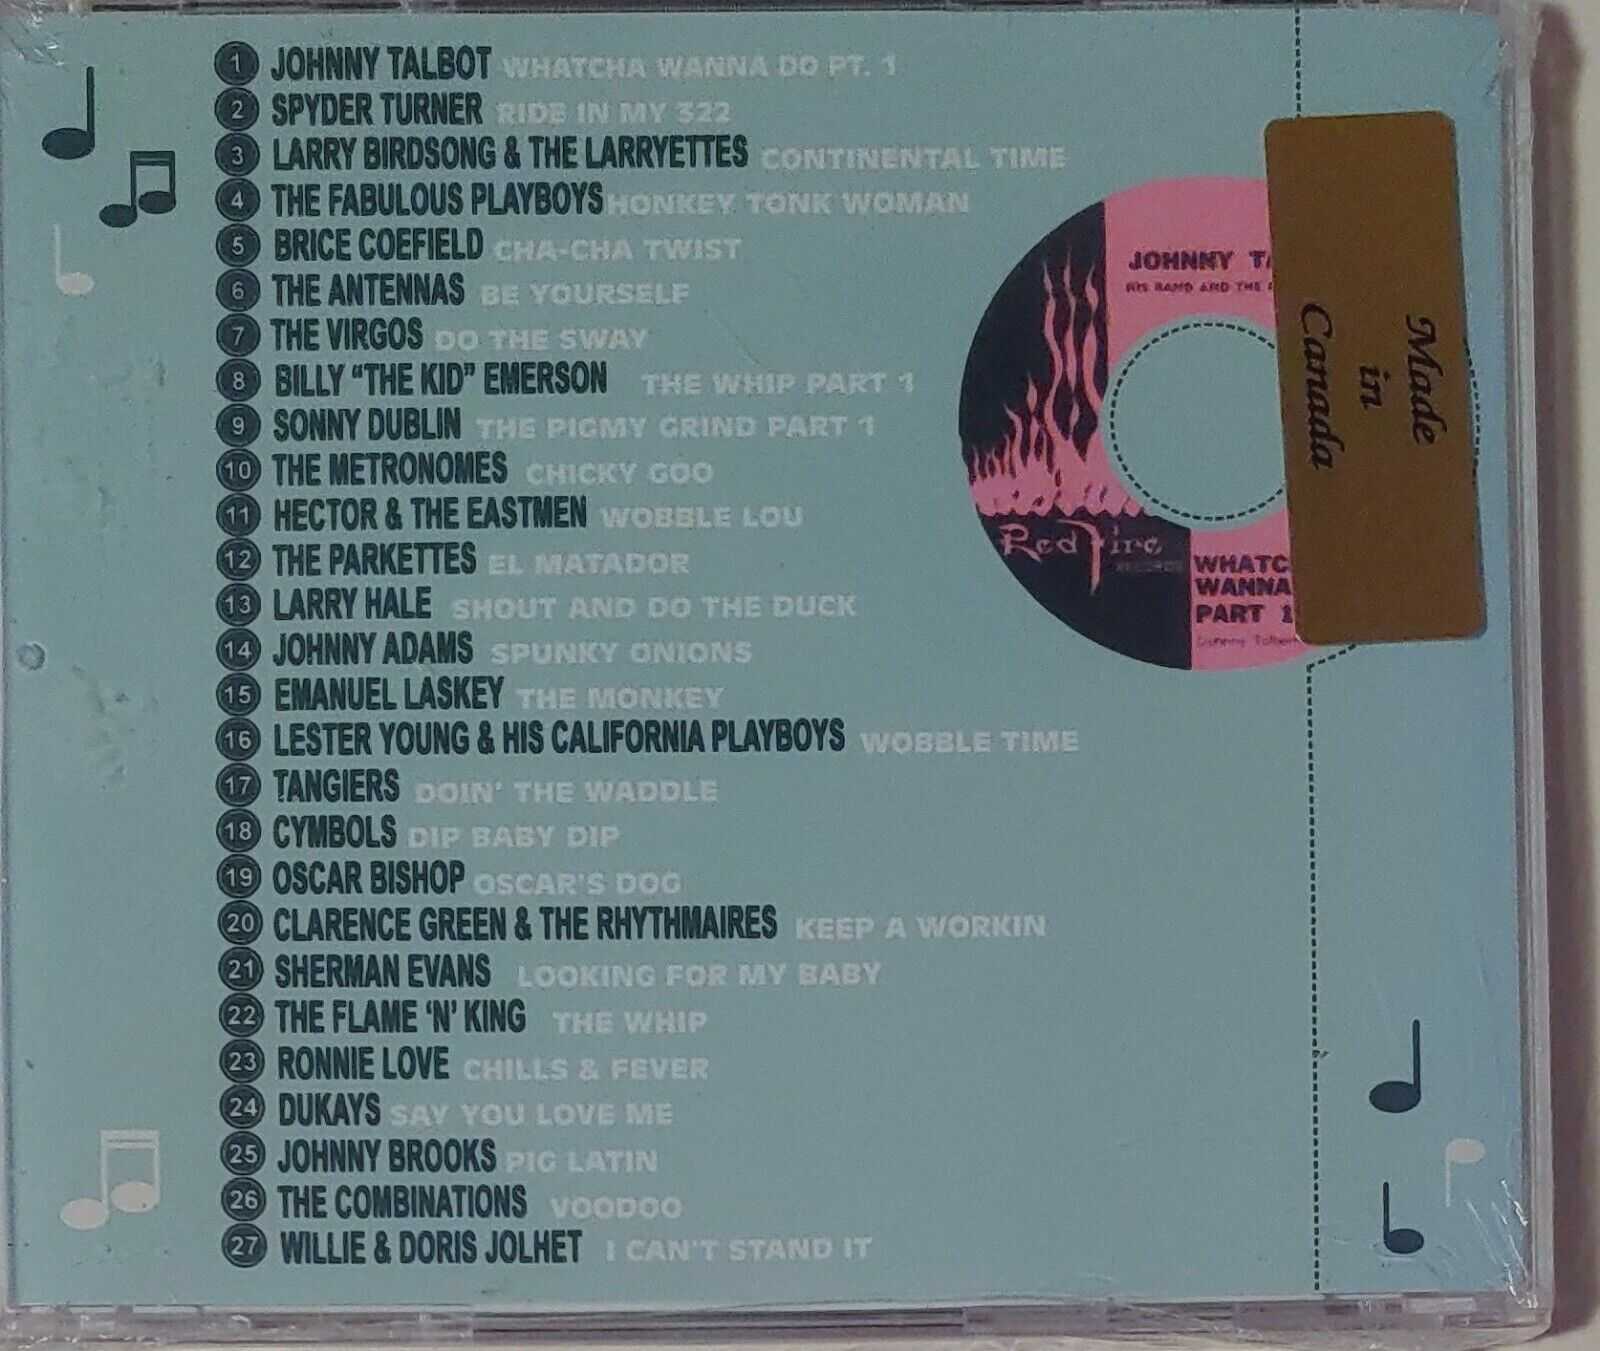 1 JOHNNY TALBOT WHATCHA WANNA DO PT. 1
2 SPYDER TURNER RIDE IN MY 322
3 LARRY BIRDSONG & THE LARRYETTES CONTINENTAL TIME
4 THE FABULOUS PLAYBOYS HONKEY TONK WOMAN
5 BRICE COEFIELD CHA-CHA TWIST
6 THE ANTENNAS BE YOURSELF
7 THE VIRGOS DO THE SWAY
8 BILLY “THE KID” EMERSON THE WHIP PART 1
9 SONNY DUBLIN THE PIGMY GRIND PART 1
10 THE METRONOMES CHICKY GOO
11 HECTOR & THE EASTMEN WOBBLE LOU
12 THE PARKETTES EL MATADOR
13 LARRY HALE SHOUT AND DO THE DUCK
14 JOHNNY ADAMS SPUNKY ONIONS
15 EMANUEL LASKEY THE MONKEY
16 LESTER YOUNG & HIS CALIFORNIA PLAYBOYS WOBBLE TIME
17 TANGIERS DOIN' THE WADDLE
18 CYMBOLS DIP BABY DIP
19 OSCAR BISHOP OSCAR'S DOG
20 CLARENCE GREEN & THE RHYTHMAIRES KEEP A WORKIN
21 SHERMAN EVANS LOOKING FOR MY BABY
22 THE FLAME ‘N’ KING THE WHIP
23 RONNIE LOVE CHILLS & FEVER
24 DUKAYS SAY YOU LOVE ME
25 JOHNNY BROOKS PIG LATIN
26 THE COMBINATIONS VOODOO
27 WILLIE & DORIS JOLHET I CAN'T STAND IT
JOHNNY TA
HIS BAND AND THE
Red Fire
RECORDS
WHATC
WANNA
PART 1
Johnny Talber
Made
in
Canada